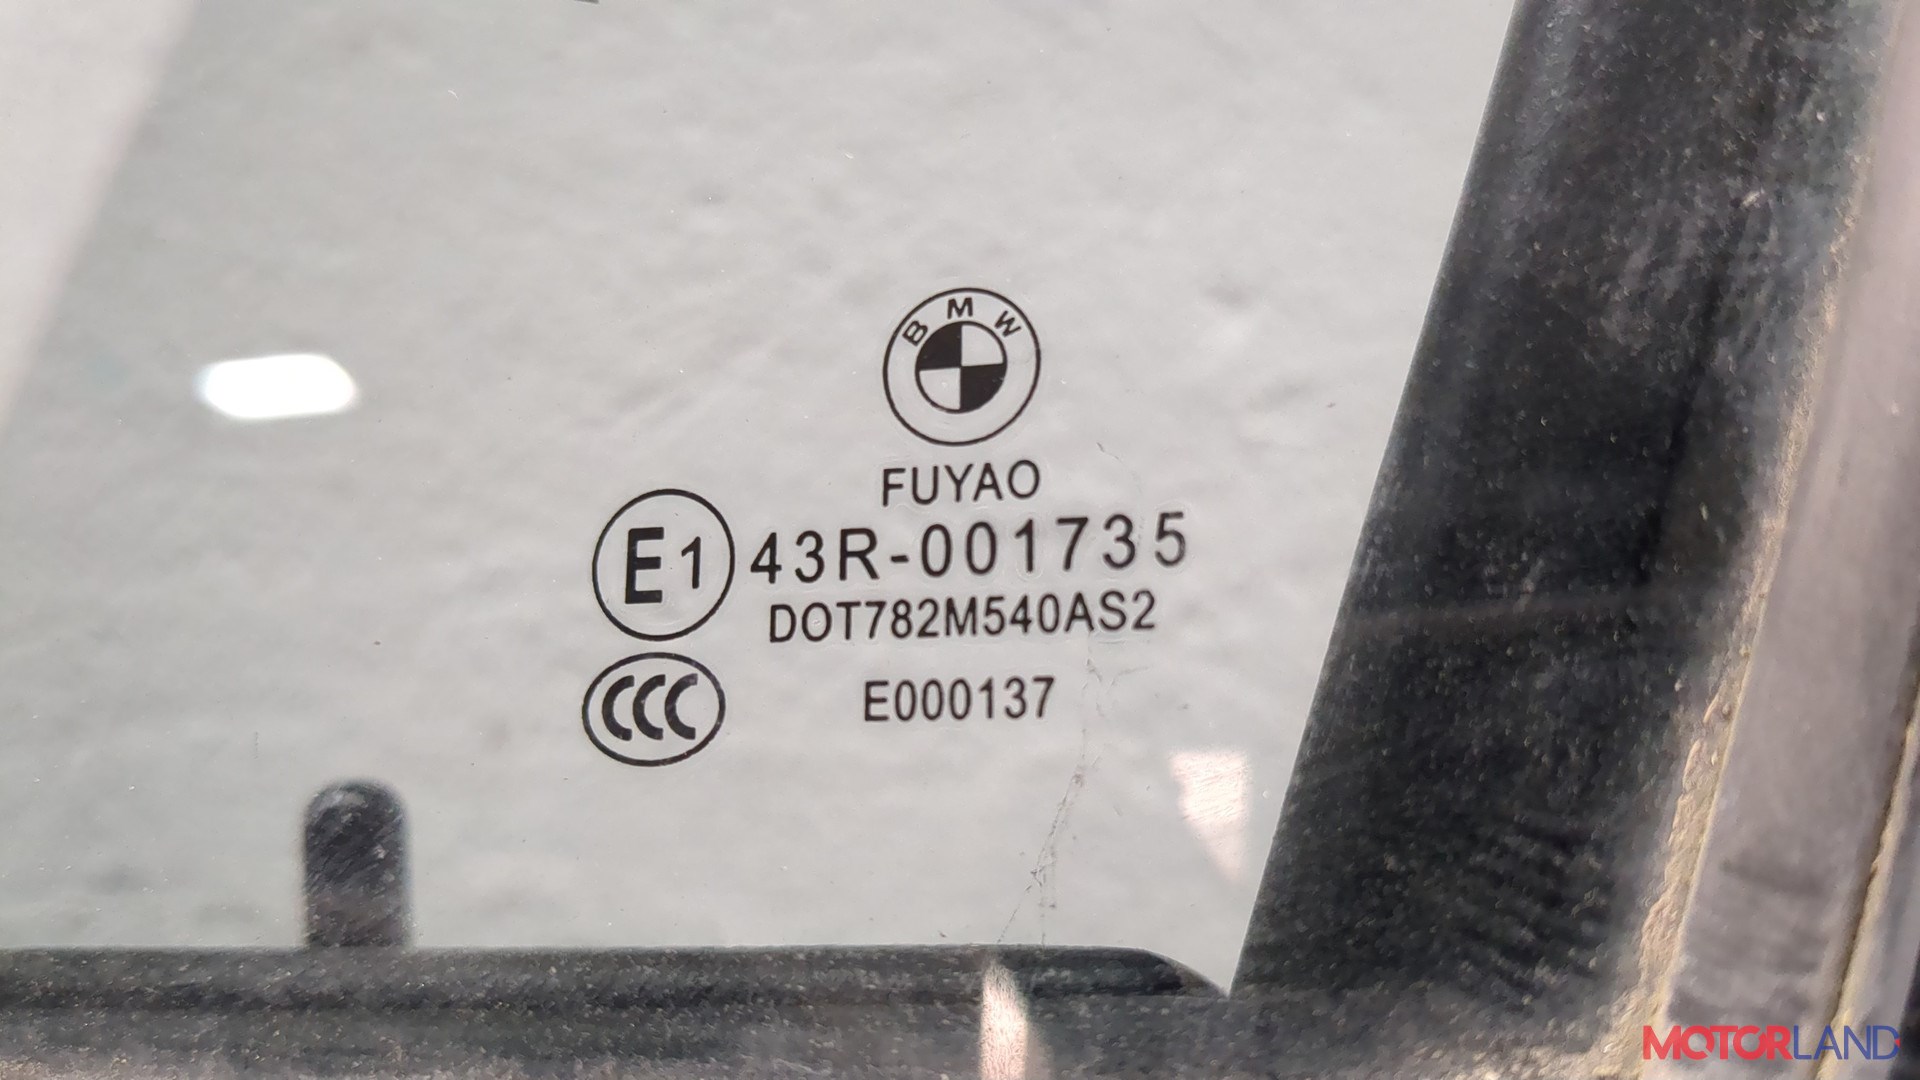 BMW
FUYAO
E1 43R-001735
DOT782M540AS2
CCC E000137
MOTORLAND